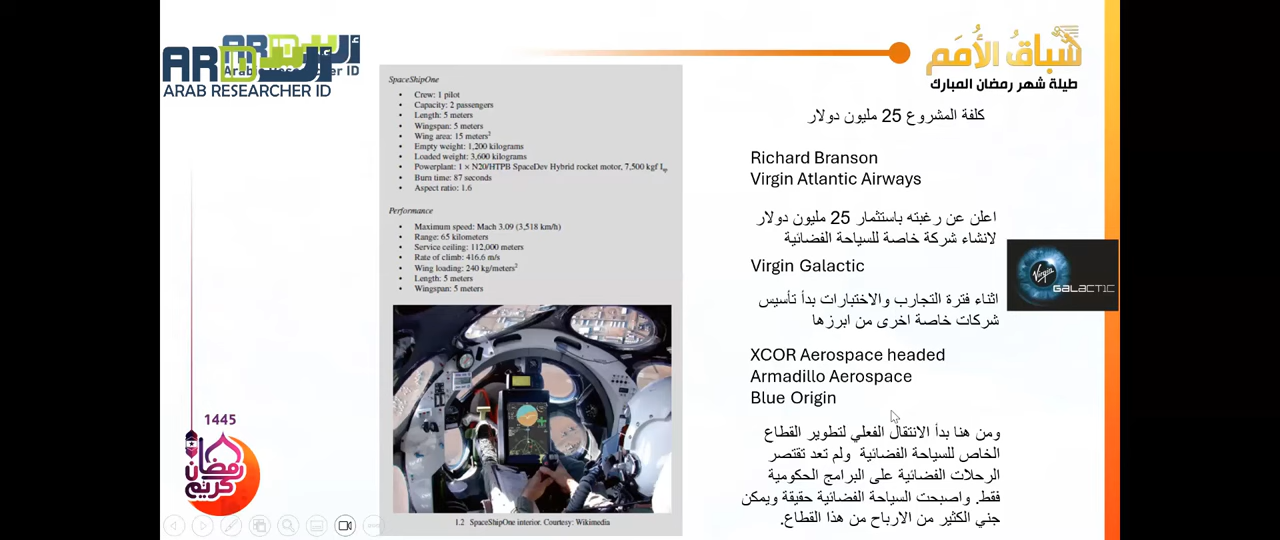 ARAB RESEARCHER ID
سباق الأمم
طيلة شهر رمضان المبارك
SpaceShipOne
• Crew: 1 pilot
• Capacity: 2 passengers
• Length: 5 meters
• Wingspan: 5 meters
• Wing area: 15 meters²
• Empty weight: 1,200 kilograms
• Loaded weight: 3,600 kilograms
• Powerplant: 1 × N20/HTPB SpaceDev Hybrid rocket motor, 7,500 kgf Isp
• Burn time: 87 seconds
• Aspect ratio: 1.6
Performance
• Maximum speed: Mach 3.09 (3,518 km/h)
• Range: 65 kilometers
• Service ceiling: 112,000 meters
• Rate of climb: 416.6 m/s
• Wing loading: 240 kg/meters²
• Length: 5 meters
• Wingspan: 5 meters
1.2 SpaceShipOne interior. Courtesy: Wikimedia
كلفة المشروع 25 مليون دولار
Richard Branson
Virgin Atlantic Airways
اعلن عن رغبته باستثمار 25 مليون دولار
لانشاء شركة خاصة للسياحة الفضائية
Virgin Galactic
اثناء فترة التجارب والاختبارات بدأ تأسيس
شركات خاصة اخرى من ابرزها
XCOR Aerospace headed
Armadillo Aerospace
Blue Origin
ومن هنا بدأ الانتقال الفعلي لتطوير القطاع
الخاص للسياحة الفضائية ولم تعد تقتصر
الرحلات الفضائية على البرامج الحكومية
فقط. واصبحت السياحة الفضائية حقيقة ويمكن
جني الكثير من الارباح من هذا القطاع.
Virgin
GALACTIC
1445
رمضان
كريم